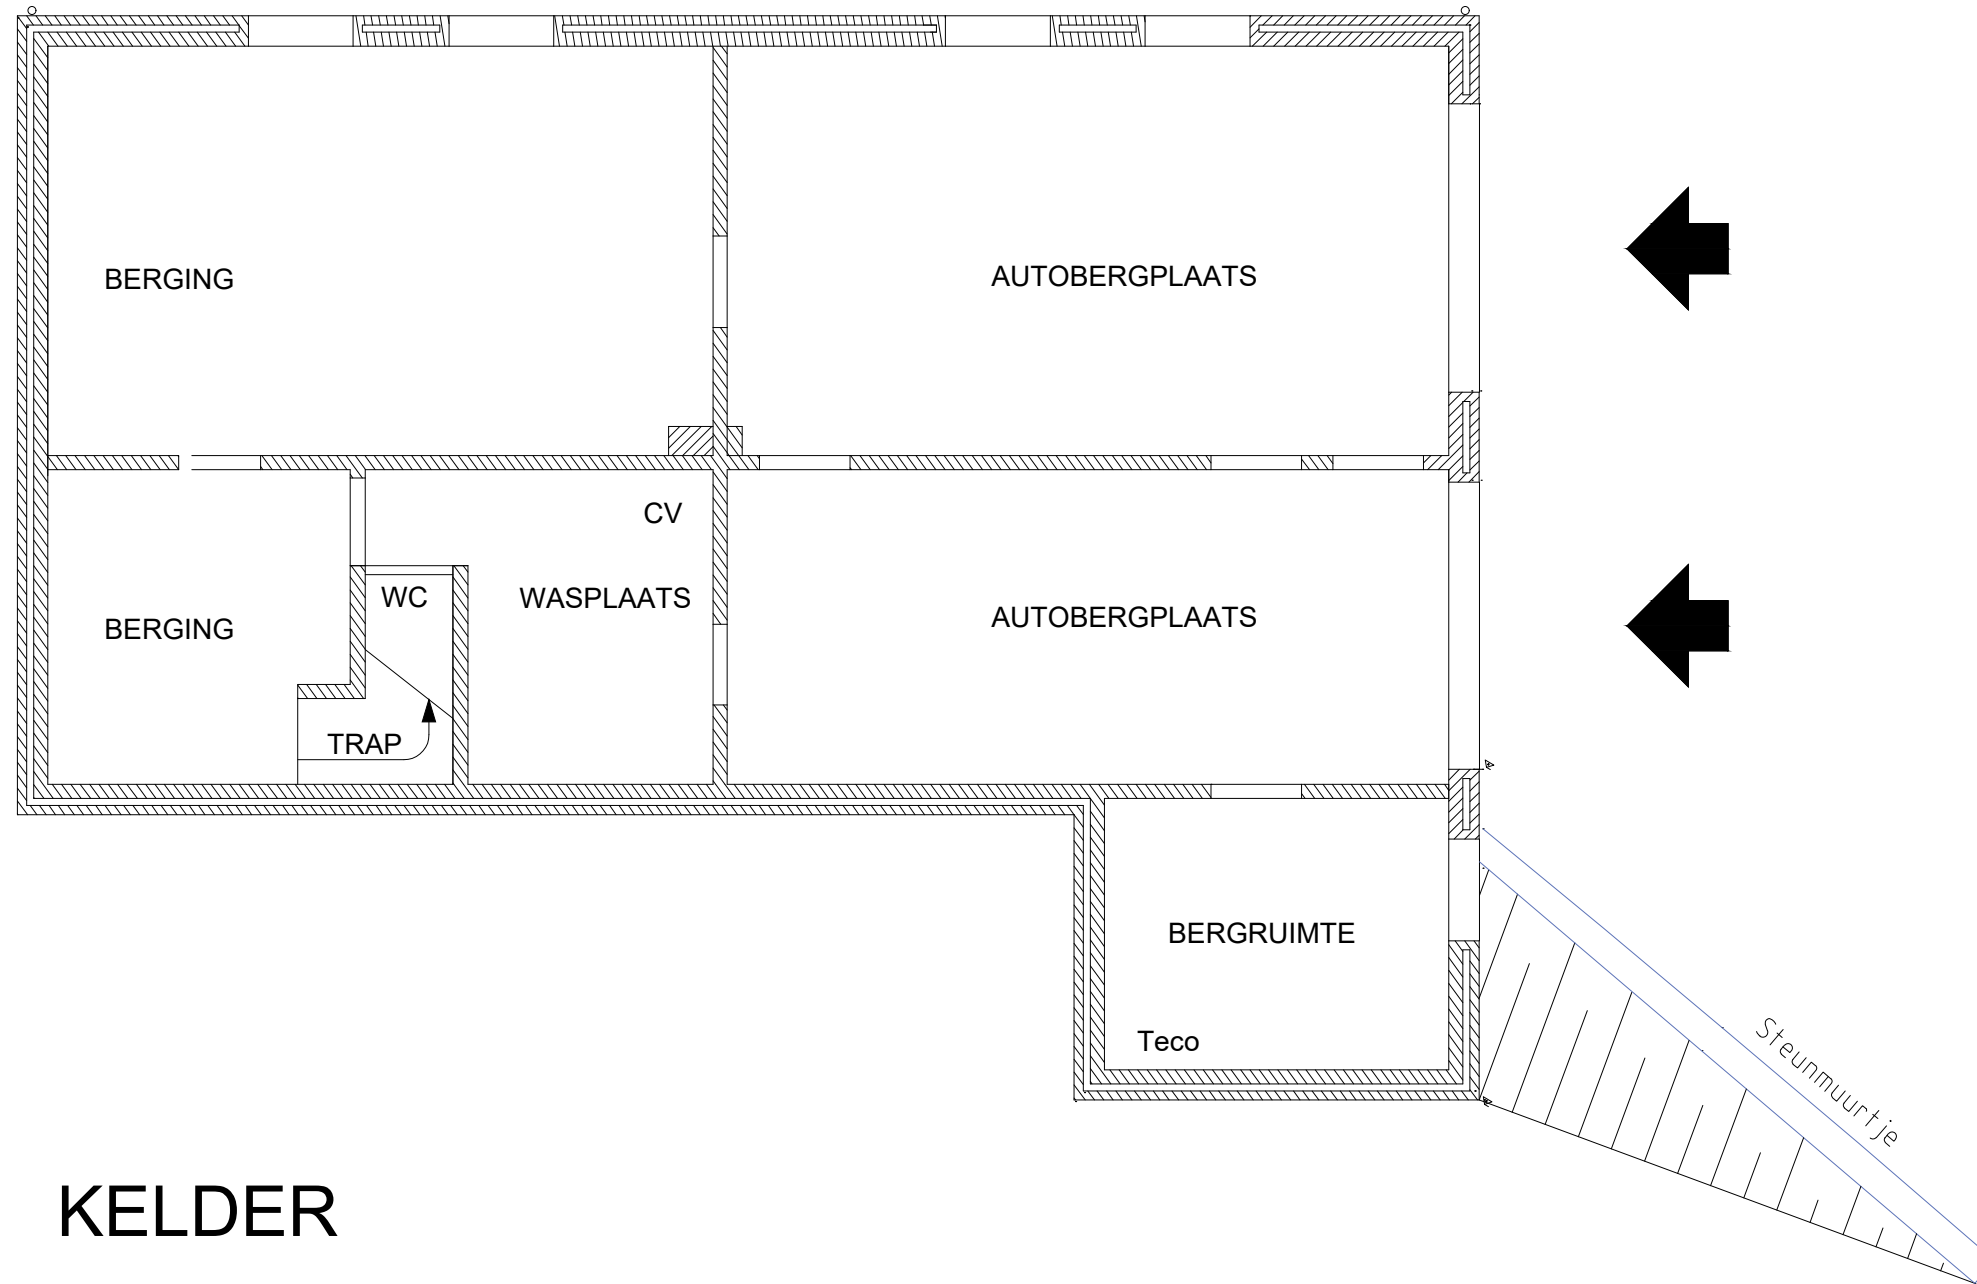 BERGING
AUTOBERGPLAATS
CV
WC
WASPLAATS
BERGING
AUTOBERGPLAATS
TRAP
BERGRUIMTE
Teco
Steunmuurtje
KELDER